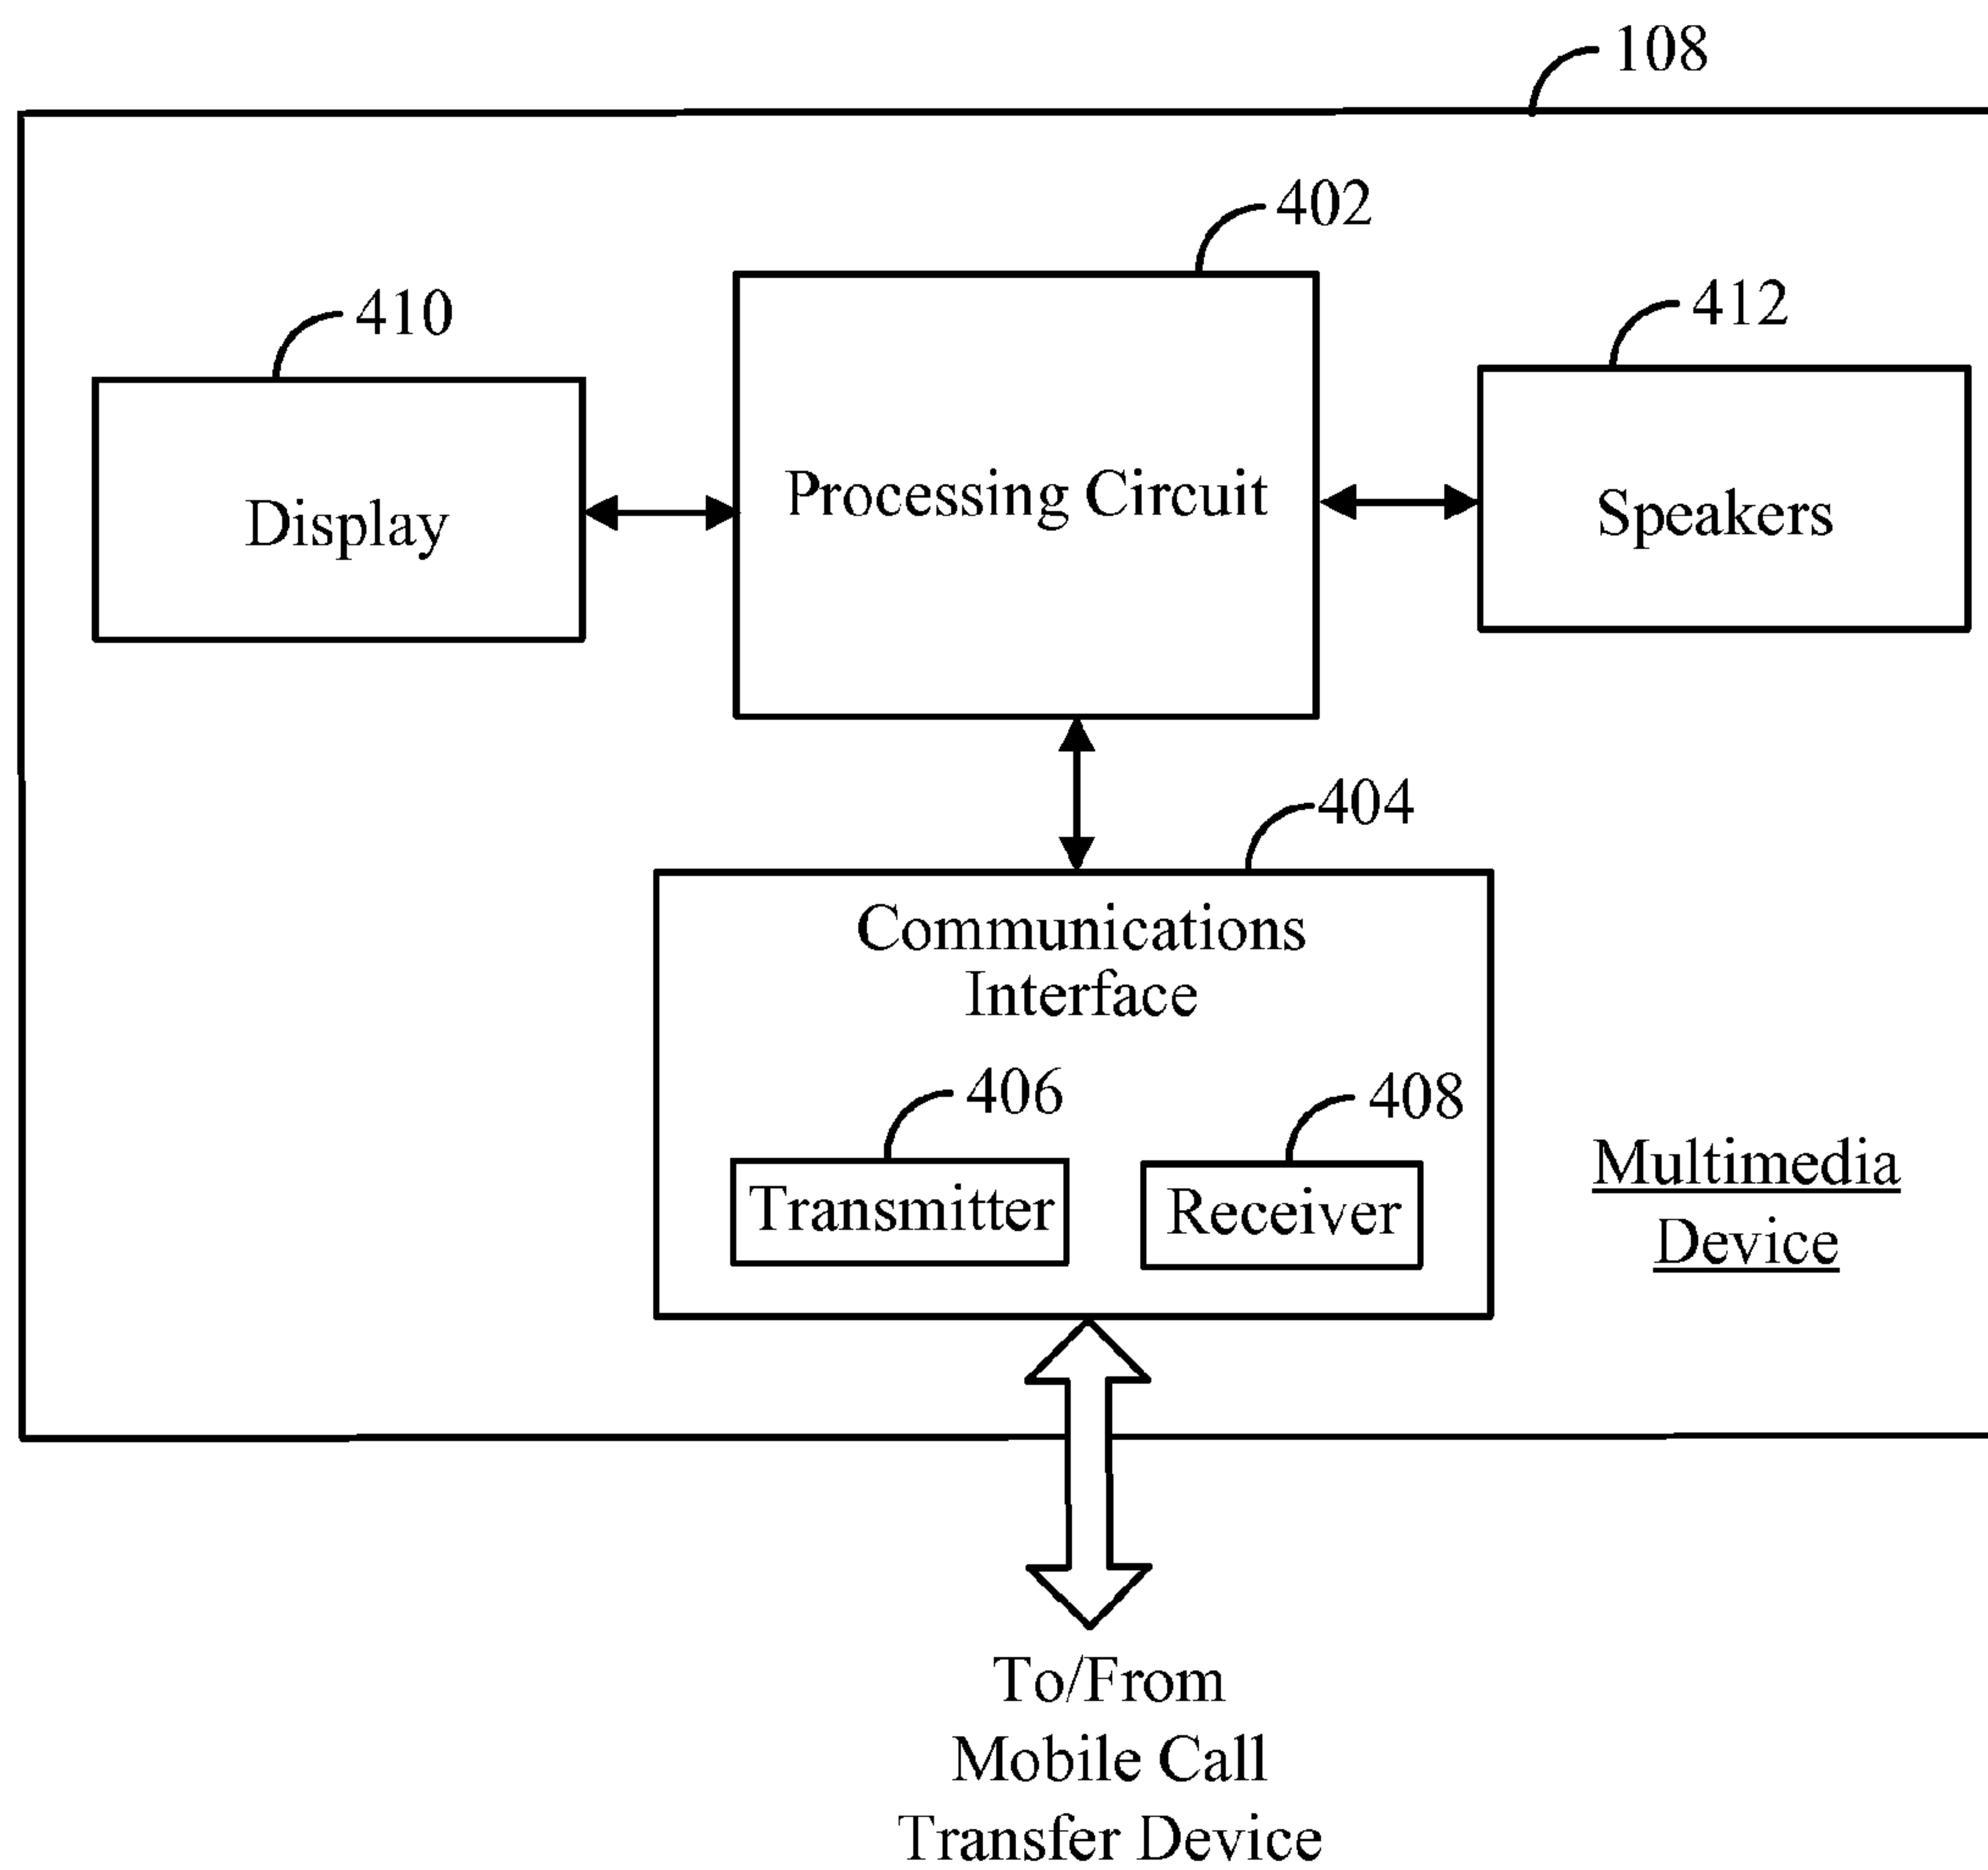 108
402
410
412
Processing Circuit
Display
Speakers
404
Communications
Interface
406
408
Transmitter
Receiver
Multimedia
Device
To/From
Mobile Call
Transfer Device